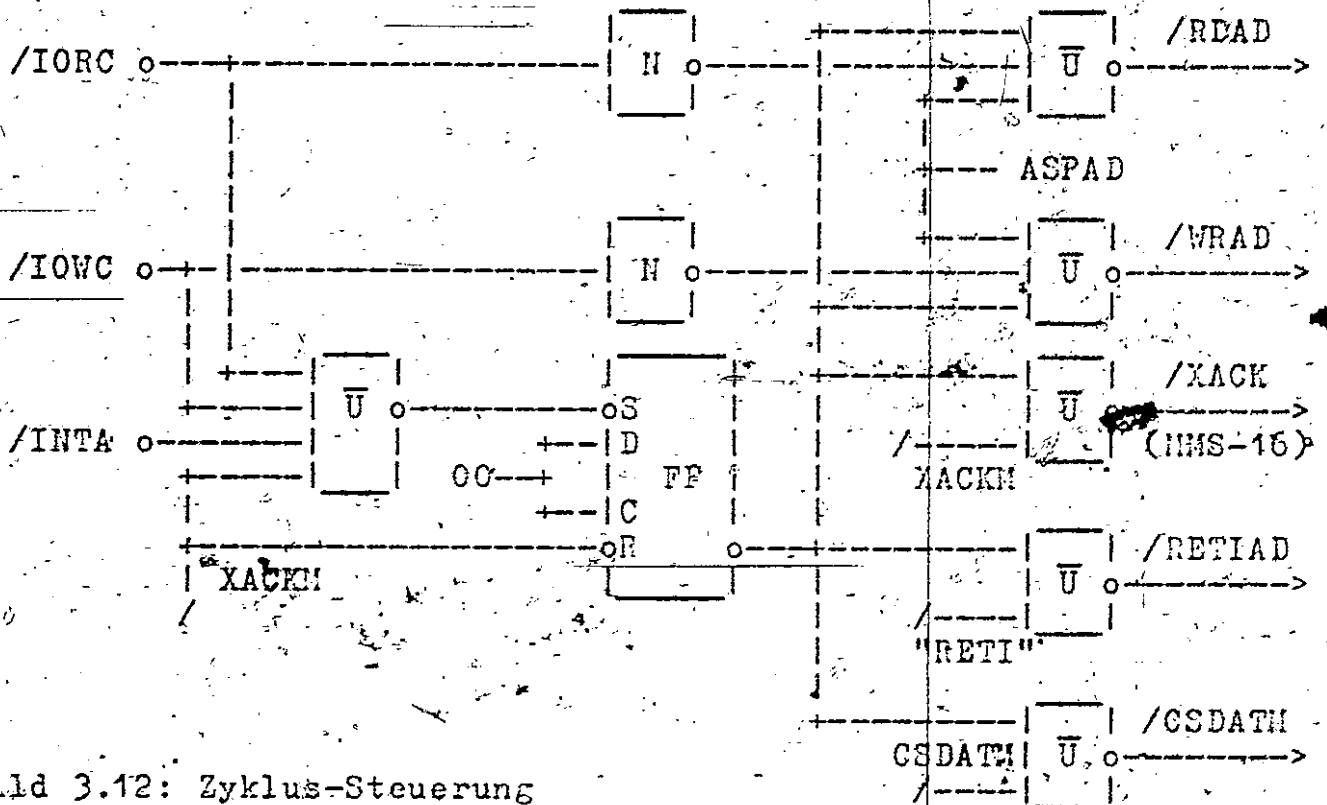 /IORC N U /RDAD
ASPAD
/IOWC N U /WRAD
U S U /XACK
/INTA D (MMS-16)
OC FF XACKM
C
R U /RETIAD
XACKM
"RETI"
/CSDATM
CSDATM U
ld 3.12: Zyklus-Steuerung